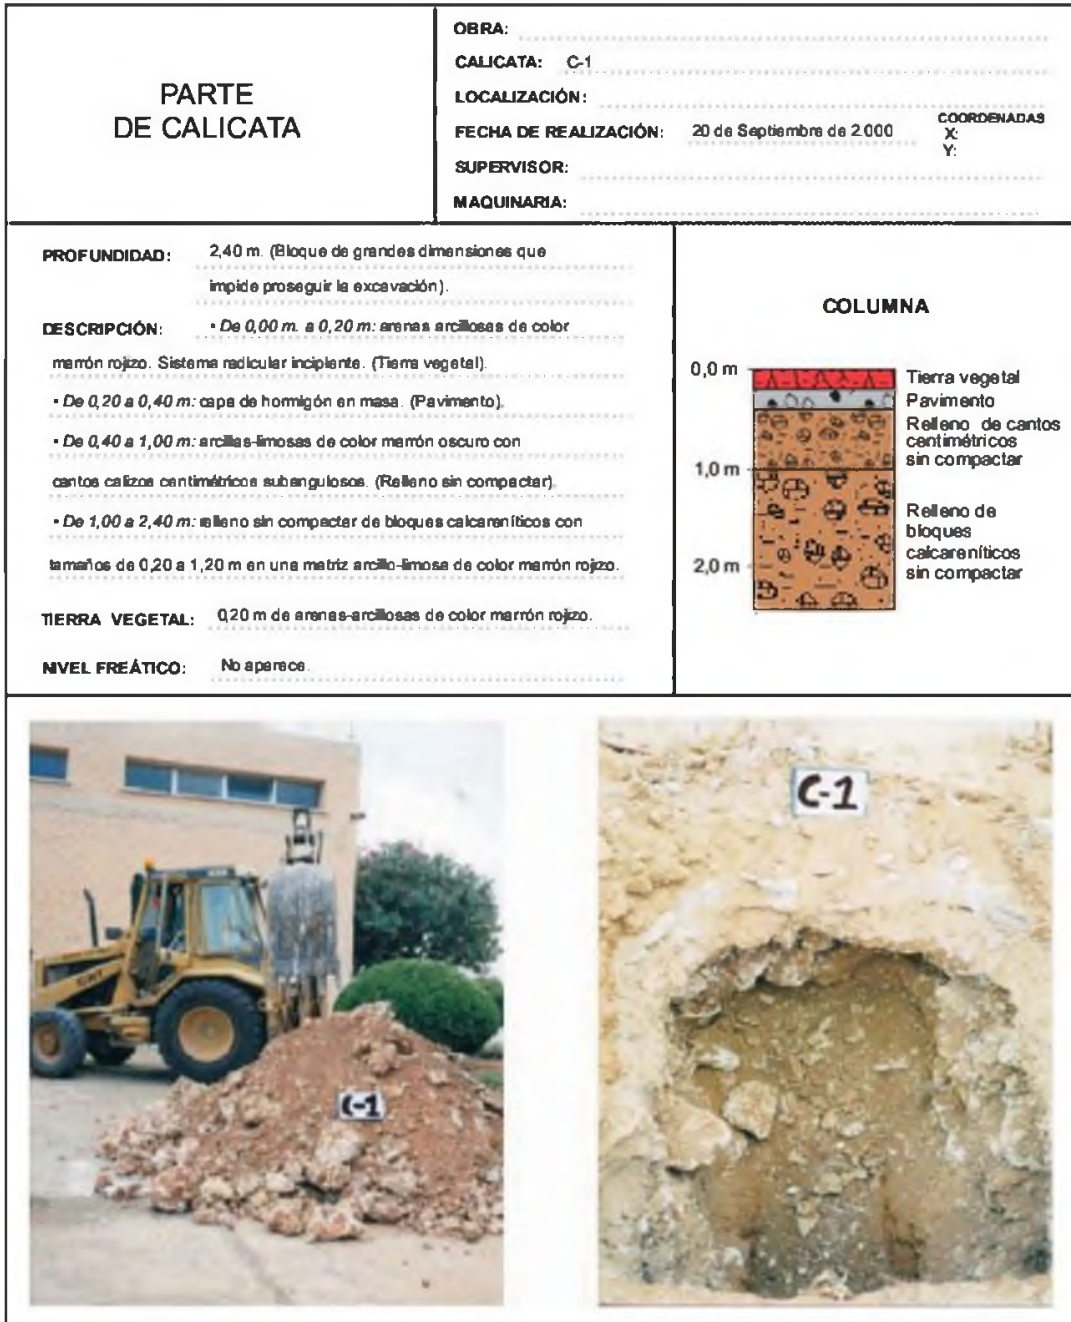 PARTE
DE CALICATA
OBRA:
CALICATA: C-1
LOCALIZACIÓN:
FECHA DE REALIZACIÓN: 20 de Septiembre de 2.000
COORDENADAS
X:
Y:
SUPERVISOR:
MAQUINARIA:
PROFUNDIDAD: 2,40 m. (Bloque de grandes dimensiones que
impide proseguir la excavación).
DESCRIPCIÓN: • De 0,00 m. a 0,20 m: arenas arcillosas de color
marrón rojizo. Sistema radicular incipiente. (Tierra vegetal).
• De 0,20 a 0,40 m: capa de hormigón en masa. (Pavimento).
• De 0,40 a 1,00 m: arcillas-limosas de color marrón oscuro con
cantos calizos centimétricos subangulosos. (Relleno sin compactar).
• De 1,00 a 2,40 m: relleno sin compactar de bloques calcareníticos con
tamaños de 0,20 a 1,20 m en una matriz arcillo-limosa de color marrón rojizo.
TIERRA VEGETAL: 0,20 m de arenas-arcillosas de color marrón rojizo.
NIVEL FREÁTICO: No aparece.
COLUMNA
0,0 m
Tierra vegetal
Pavimento
Relleno de cantos
centimétricos
sin compactar
1,0 m
Relleno de
bloques
calcareníticos
sin compactar
2,0 m
C-1
C-1